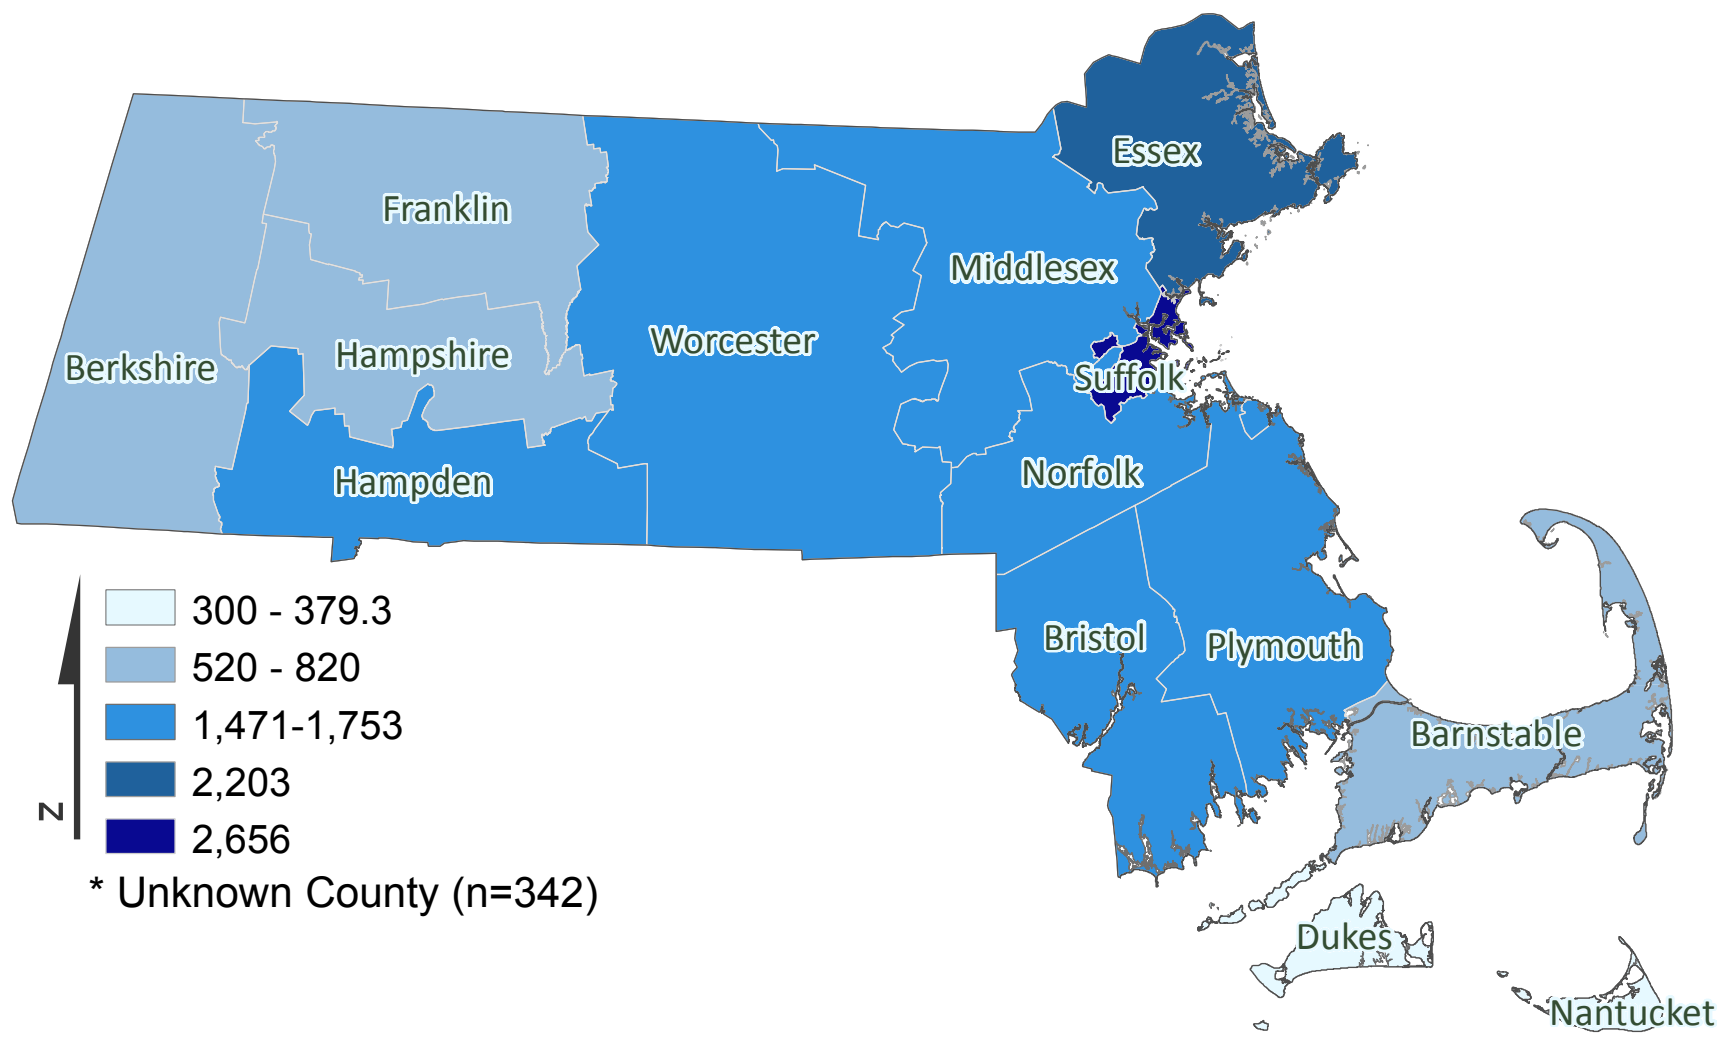 Essex
Franklin
Middlesex
Worcester
Hampshire
Berkshire
Suffolk
Norfolk
Hampden
300 - 379.3
520 - 820
1,471-1,753
2,203
2,656
* Unknown County (n=342)
N
Bristol
Plymouth
Barnstable
Dukes
Nantucket